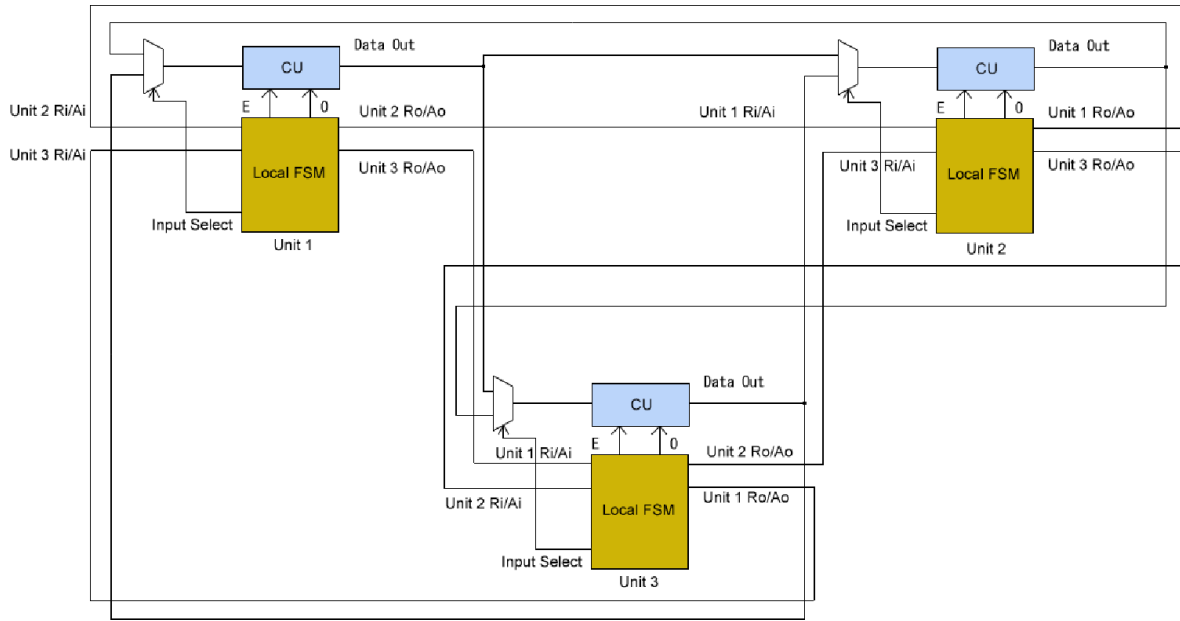 Data Out
CU
E
O
Unit 2 Ri/Ai
Unit 2 Ro/Ao
Unit 3 Ri/Ai
Unit 3 Ro/Ao
Local FSM
Input Select
Unit 1
Data Out
CU
E
O
Unit 1 Ri/Ai
Unit 1 Ro/Ao
Unit 3 Ri/Ai
Unit 3 Ro/Ao
Local FSM
Input Select
Unit 2
Data Out
CU
E
O
Unit 1 Ri/Ai
Unit 2 Ro/Ao
Unit 2 Ri/Ai
Unit 1 Ro/Ao
Local FSM
Input Select
Unit 3